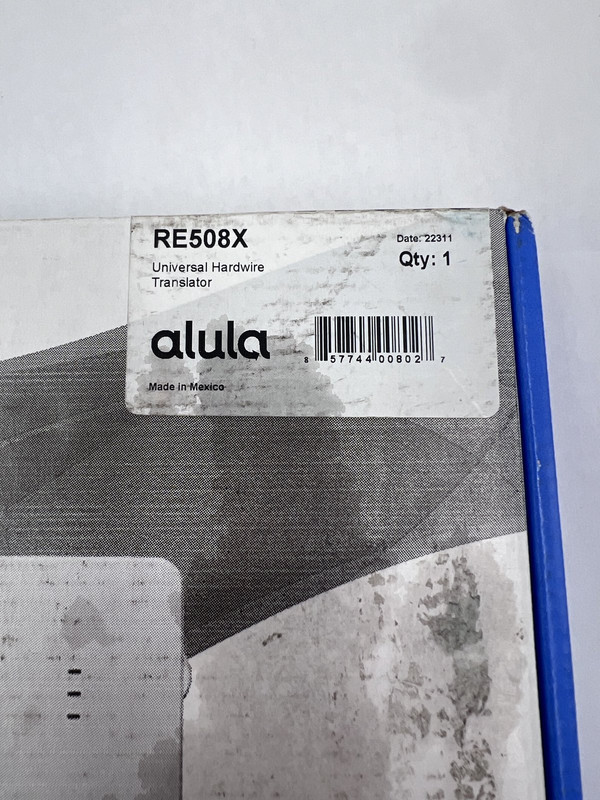 RE508X
Date: 22311
Universal Hardwire
Qty: 1
Translator
alula
8 57744 00802 7
Made in Mexico